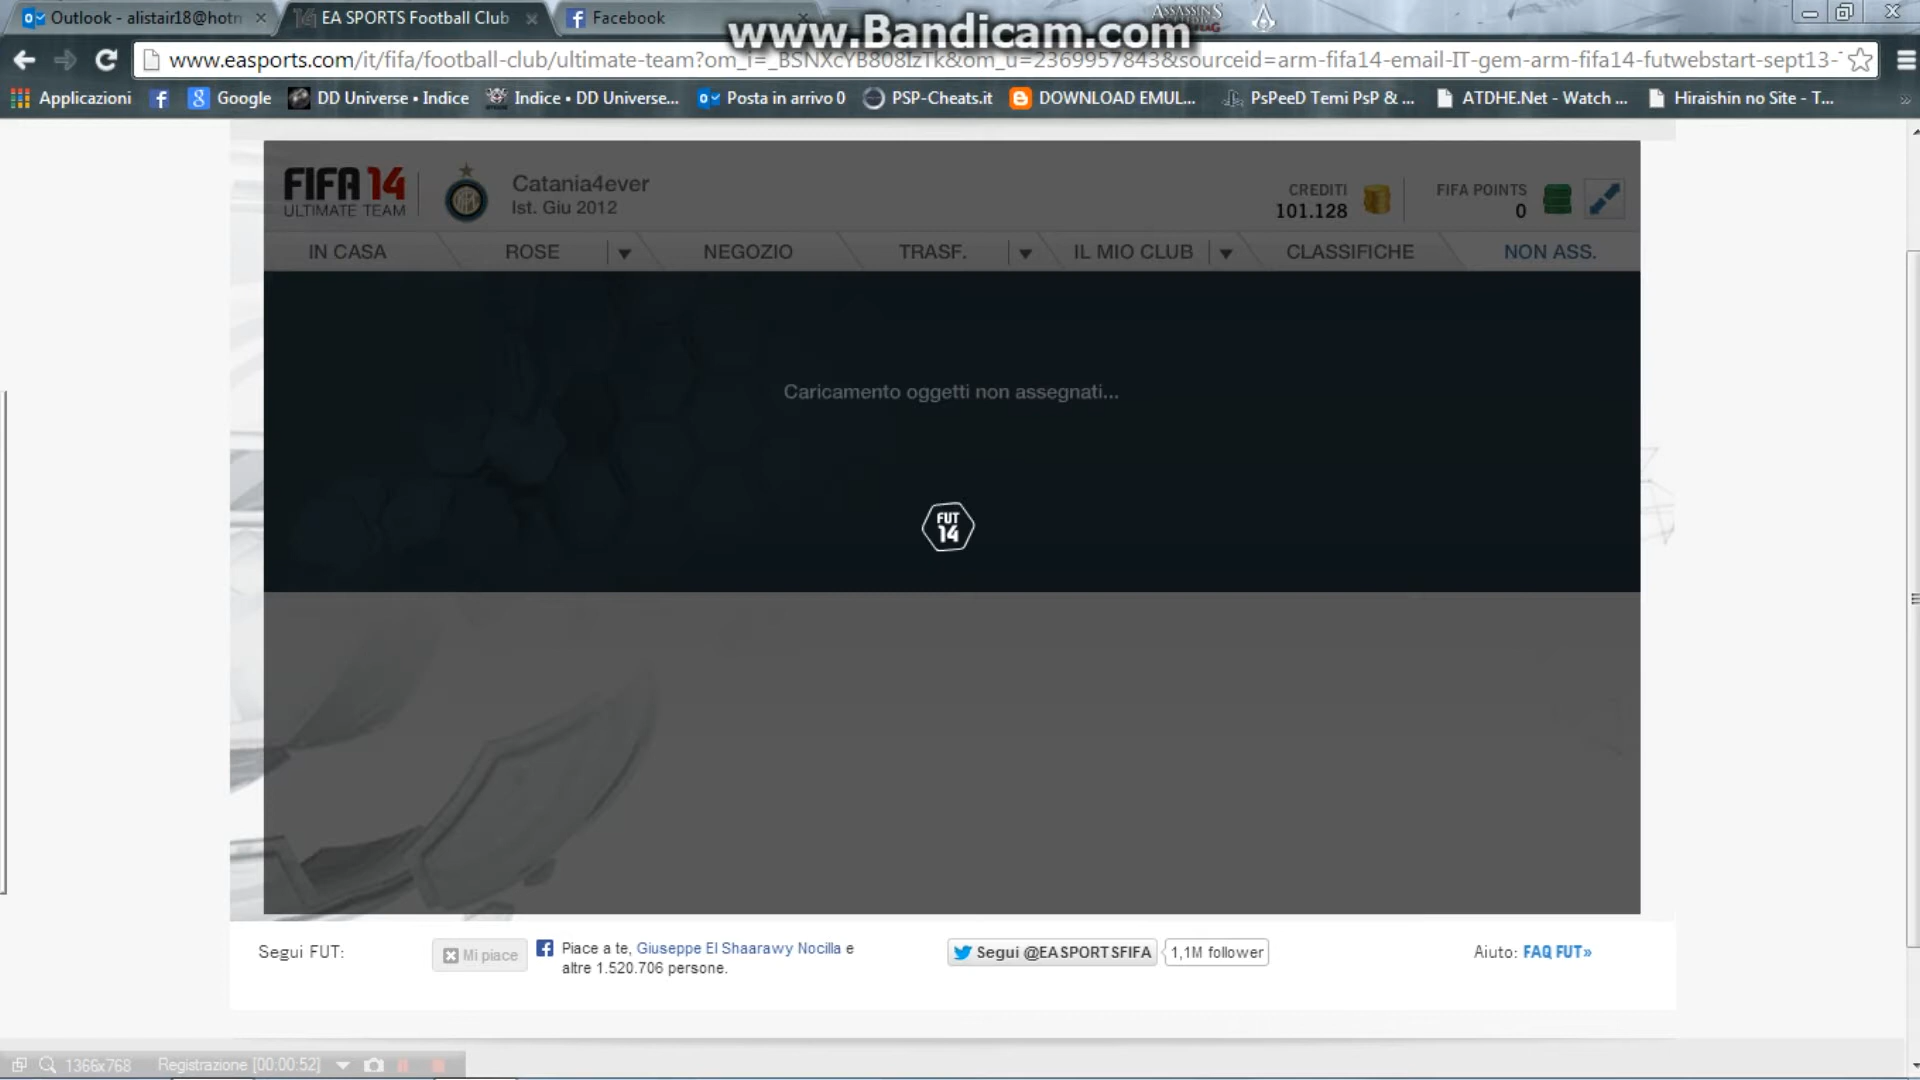 Outlook - alistair18@hotm
EA SPORTS Football Club
Facebook
www.Bandicam.com
ASSASSIN'S
www.easports.com/it/fifa/football-club/ultimate-team?om_i=_BSNXcYB808IzTk&om_u=2369957843&sourceid=arm-fifa14-email-IT-gem-arm-fifa14-futwebstart-sept13-
Applicazioni
Google
DD Universe • Indice
Indice • DD Universe...
Posta in arrivo 0
PSP-Cheats.it
DOWNLOAD EMUL...
PsPeeD Temi PsP & ...
ATDHE.Net - Watch ...
Hiraishin no Site - T...
FIFA 14
ULTIMATE TEAM
Catania4ever
Ist. Giu 2012
CREDITI
101.128
FIFA POINTS
0
IN CASA
ROSE
NEGOZIO
TRASF.
IL MIO CLUB
CLASSIFICHE
NON ASS.
Caricamento oggetti non assegnati...
FUT
14
Segui FUT:
Mi piace
Piace a te, Giuseppe El Shaarawy Nocilla e
altre 1.520.706 persone.
Segui @EASPORTSFIFA
1,1M follower
Aiuto: FAQ FUT»
1366x768
Registrazione [00:00:52]